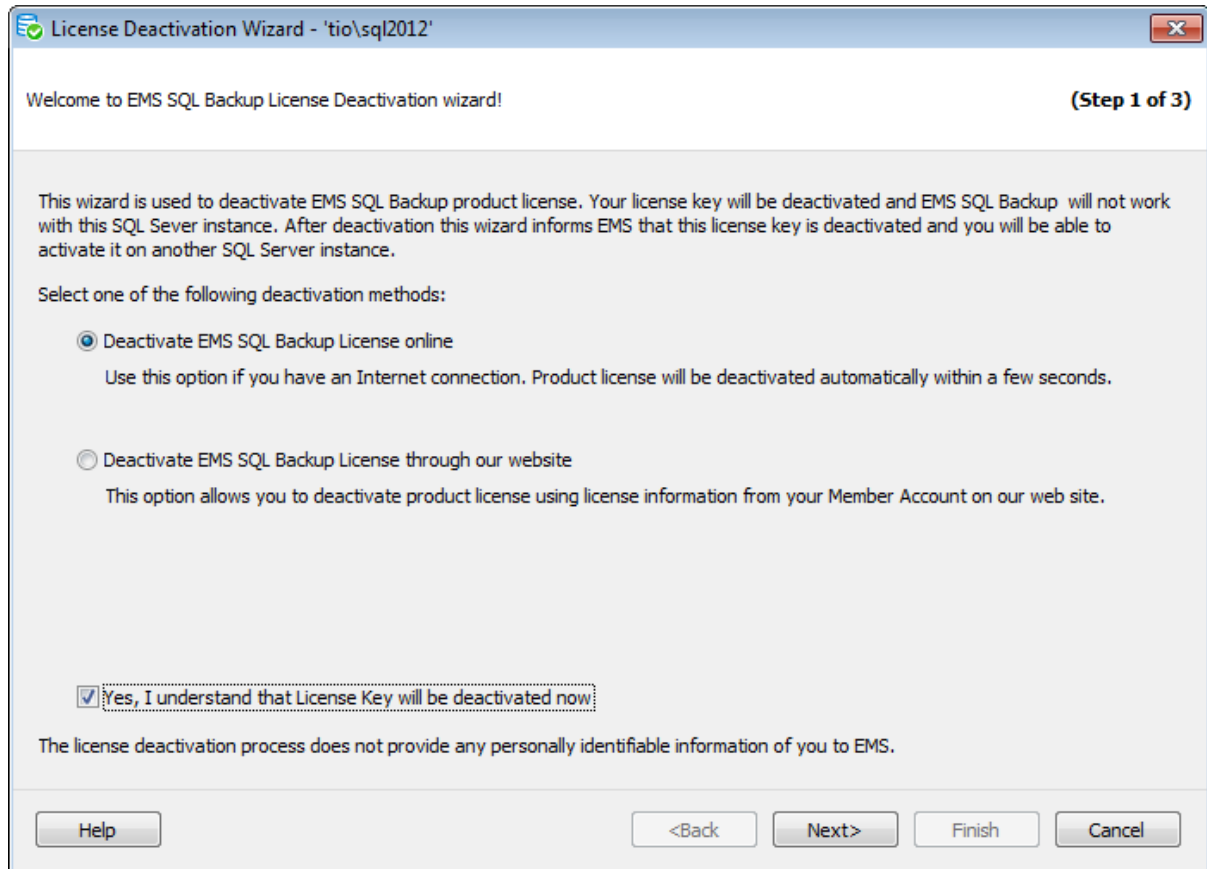 License Deactivation Wizard - 'tio\sql2012'
Welcome to EMS SQL Backup License Deactivation wizard!
(Step 1 of 3)
This wizard is used to deactivate EMS SQL Backup product license. Your license key will be deactivated and EMS SQL Backup  will not work
with this SQL Sever instance. After deactivation this wizard informs EMS that this license key is deactivated and you will be able to
activate it on another SQL Server instance.
Select one of the following deactivation methods:
Deactivate EMS SQL Backup License online
Use this option if you have an Internet connection. Product license will be deactivated automatically within a few seconds.
Deactivate EMS SQL Backup License through our website
This option allows you to deactivate product license using license information from your Member Account on our web site.
Yes, I understand that License Key will be deactivated now
The license deactivation process does not provide any personally identifiable information of you to EMS.
Help
<Back
Next>
Finish
Cancel